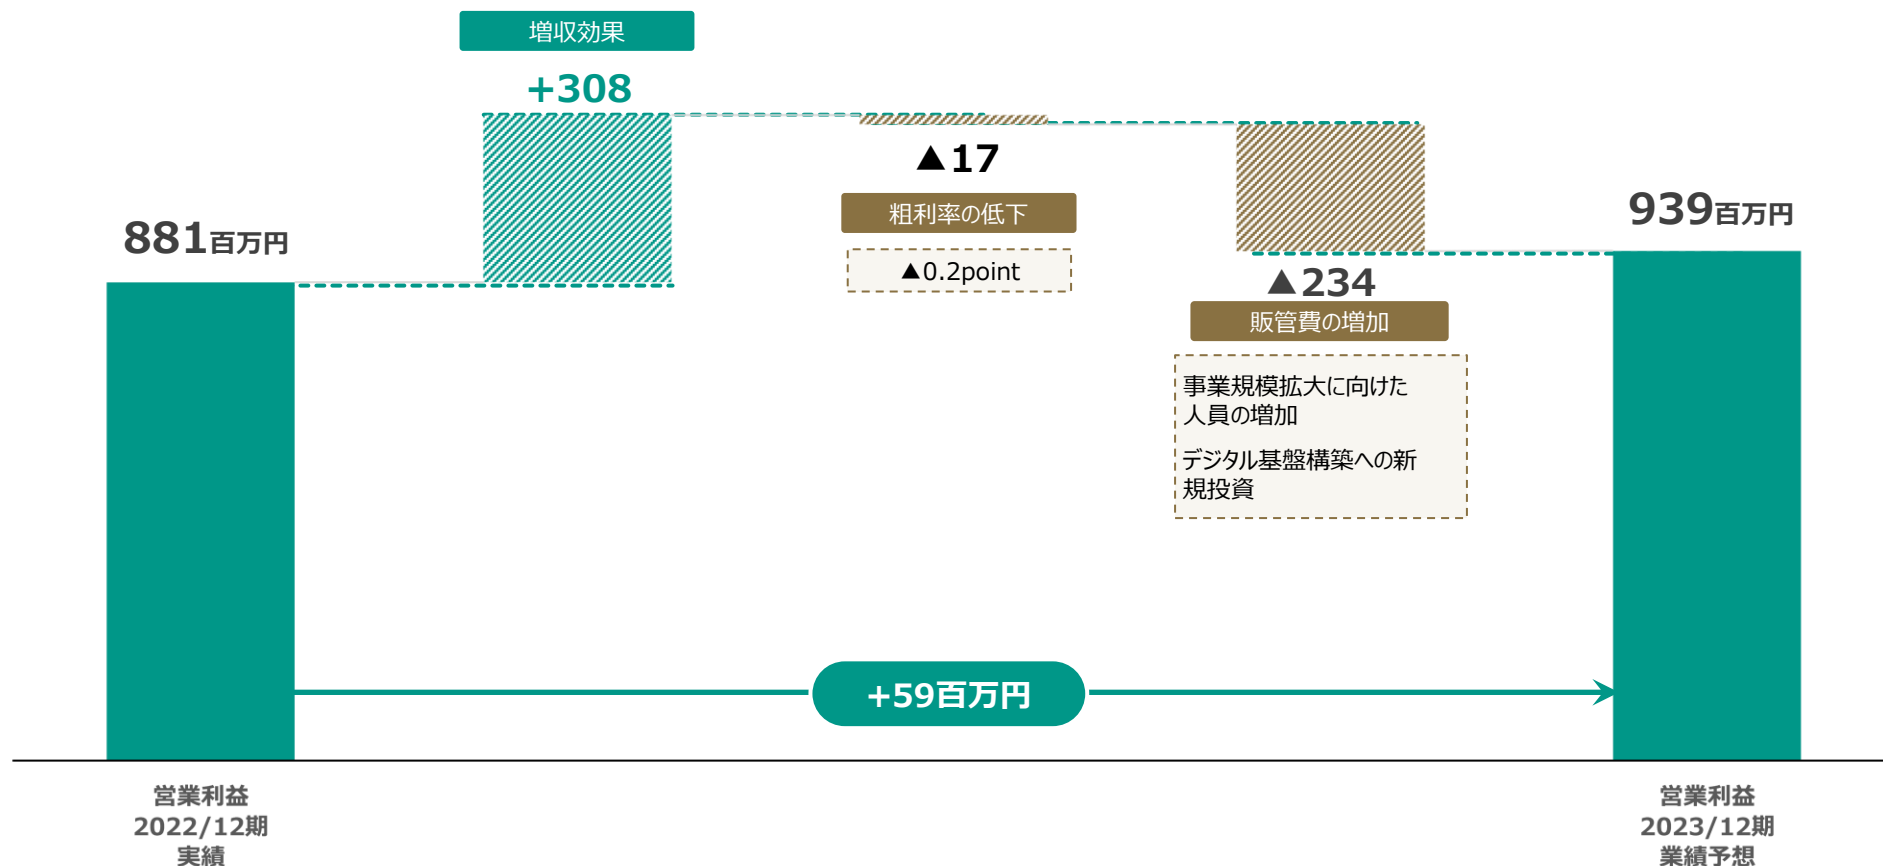 増収効果
+308
▲17
粗利率の低下
▲0.2point
881百万円
939百万円
▲234
販管費の増加
事業規模拡大に向けた
人員の増加
デジタル基盤構築への新
規投資
+59百万円
営業利益
2022/12期
実績
営業利益
2023/12期
業績予想